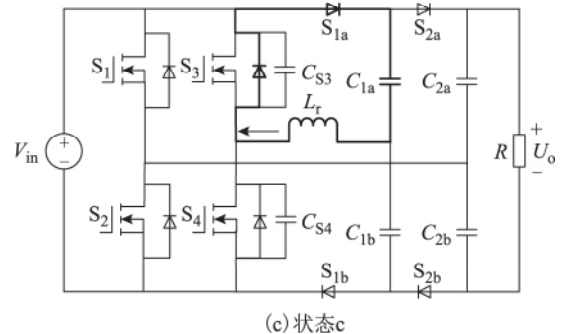 S1a S2a
S1 S3 CS3 C1a C2a
Lr
Vin + − R + Uo −
S2 S4 CS4 C1b C2b
S1b S2b
(c)状态c